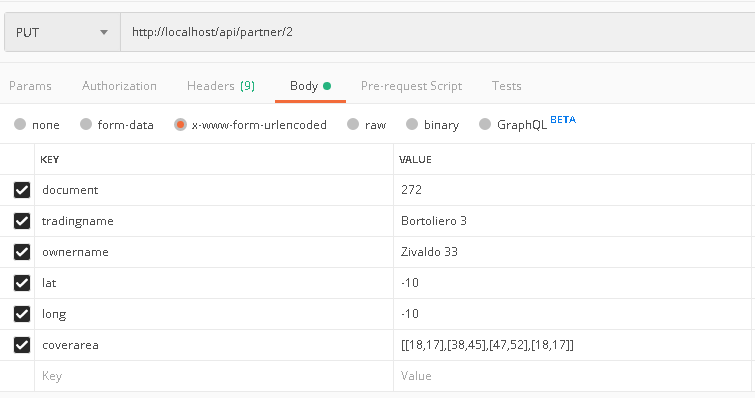 PUT http://localhost/api/partner/2
Params Authorization Headers (9) Body Pre-request Script Tests
none form-data x-www-form-urlencoded raw binary GraphQL BETA
KEY VALUE
document 272
tradingname Bortoliero 3
ownername Zivaldo 33
lat -10
long -10
coverarea [[18,17],[38,45],[47,52],[18,17]]
Key Value